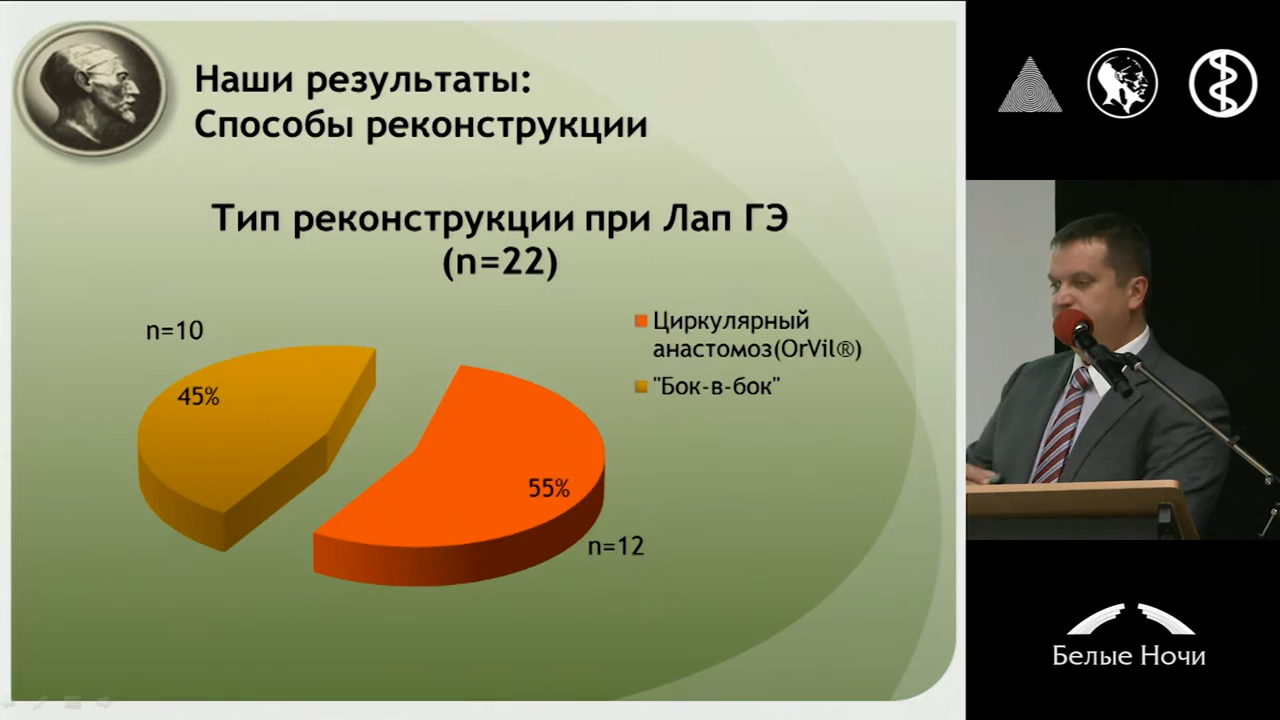 Наши результаты:
Способы реконструкции
Тип реконструкции при Лап ГЭ
(n=22)
n=10
45%
55%
n=12
Циркулярный
анастомоз(OrVil®)
"Бок-в-бок"
Белые Ночи